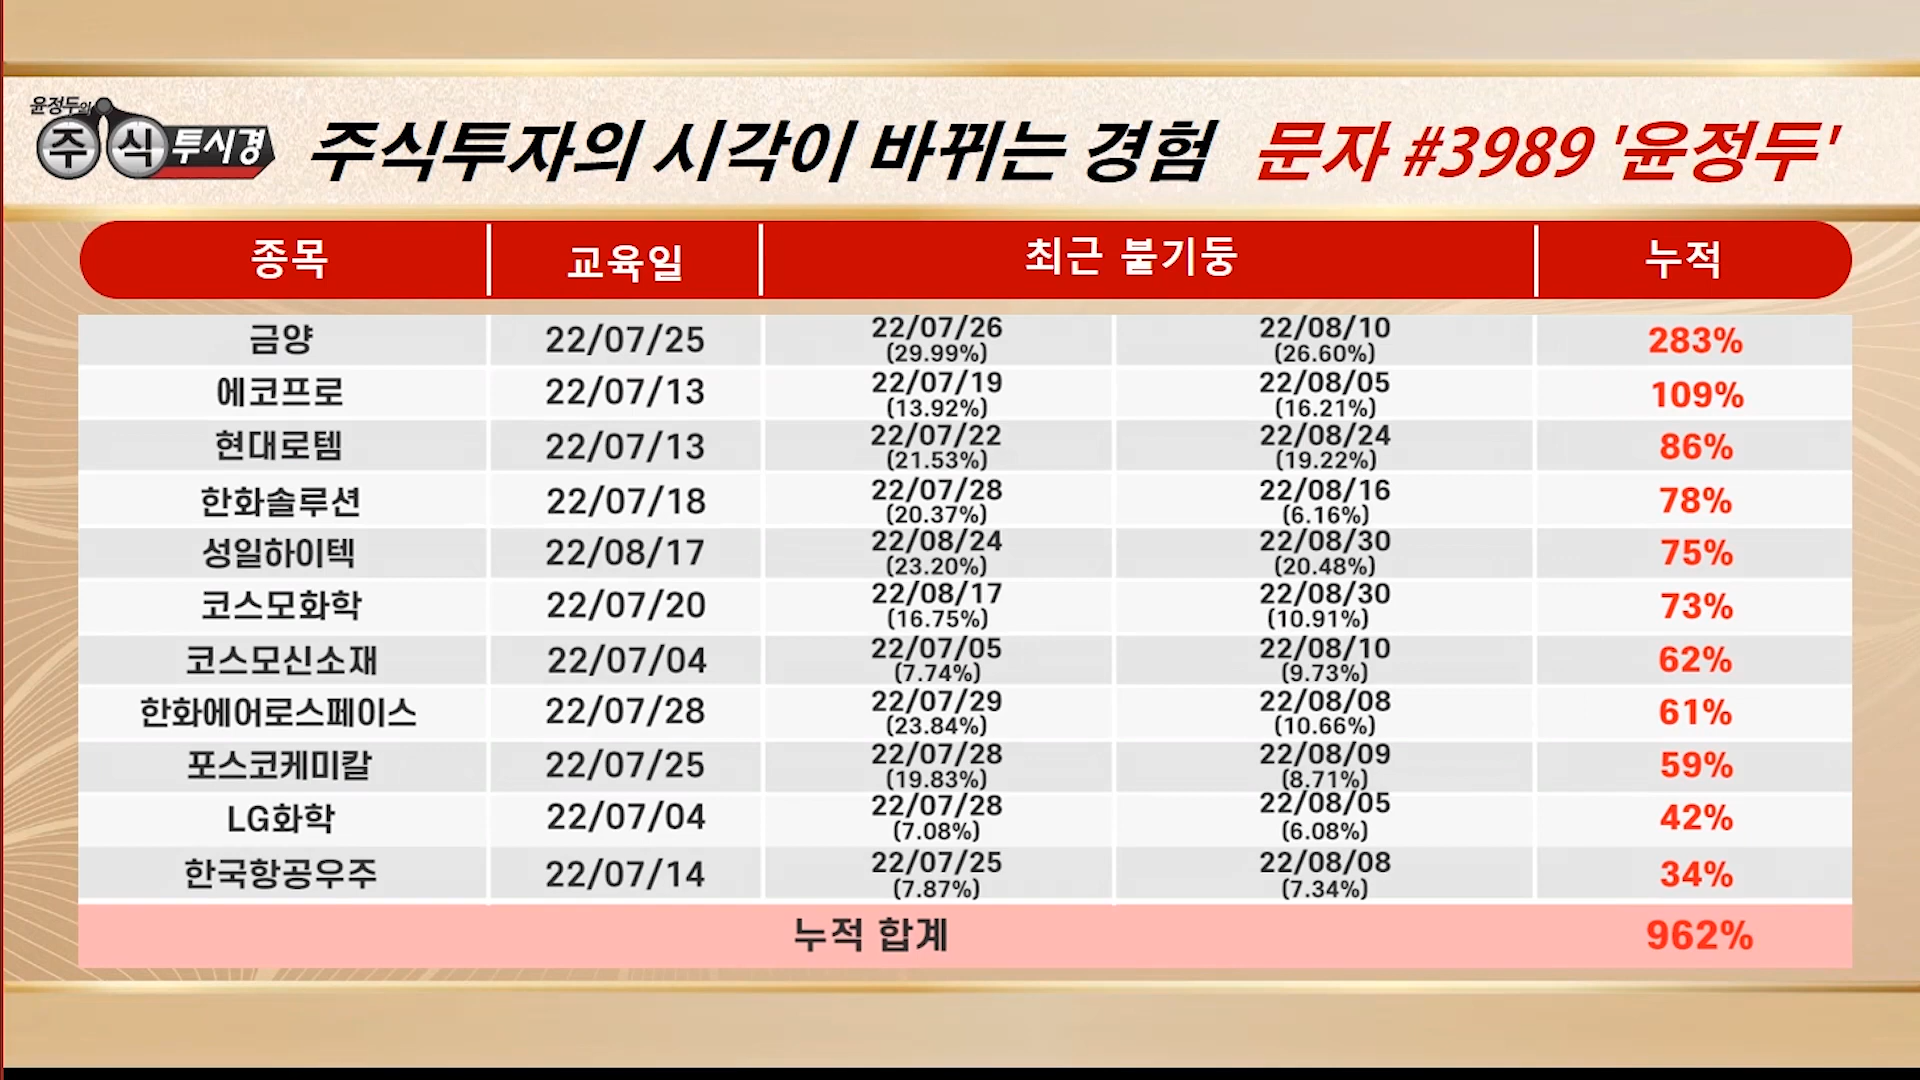 윤정두의
주식투시경
주식투자의 시각이 바뀌는 경험 문자 #3989 '윤정두'
종목 교육일 최근 불기둥 누적
금양 22/07/25 22/07/26 (29.99%) 22/08/10 (26.60%) 283%
에코프로 22/07/13 22/07/19 (13.92%) 22/08/05 (16.21%) 109%
현대로템 22/07/13 22/07/22 (21.53%) 22/08/24 (19.22%) 86%
한화솔루션 22/07/18 22/07/28 (20.37%) 22/08/16 (6.16%) 78%
성일하이텍 22/08/17 22/08/24 (23.20%) 22/08/30 (20.48%) 75%
코스모화학 22/07/20 22/08/17 (16.75%) 22/08/30 (10.91%) 73%
코스모신소재 22/07/04 22/07/05 (7.74%) 22/08/10 (9.73%) 62%
한화에어로스페이스 22/07/28 22/07/29 (23.84%) 22/08/08 (10.66%) 61%
포스코케미칼 22/07/25 22/07/28 (19.83%) 22/08/09 (8.71%) 59%
LG화학 22/07/04 22/07/28 (7.08%) 22/08/05 (6.08%) 42%
한국항공우주 22/07/14 22/07/25 (7.87%) 22/08/08 (7.34%) 34%
누적 합계 962%